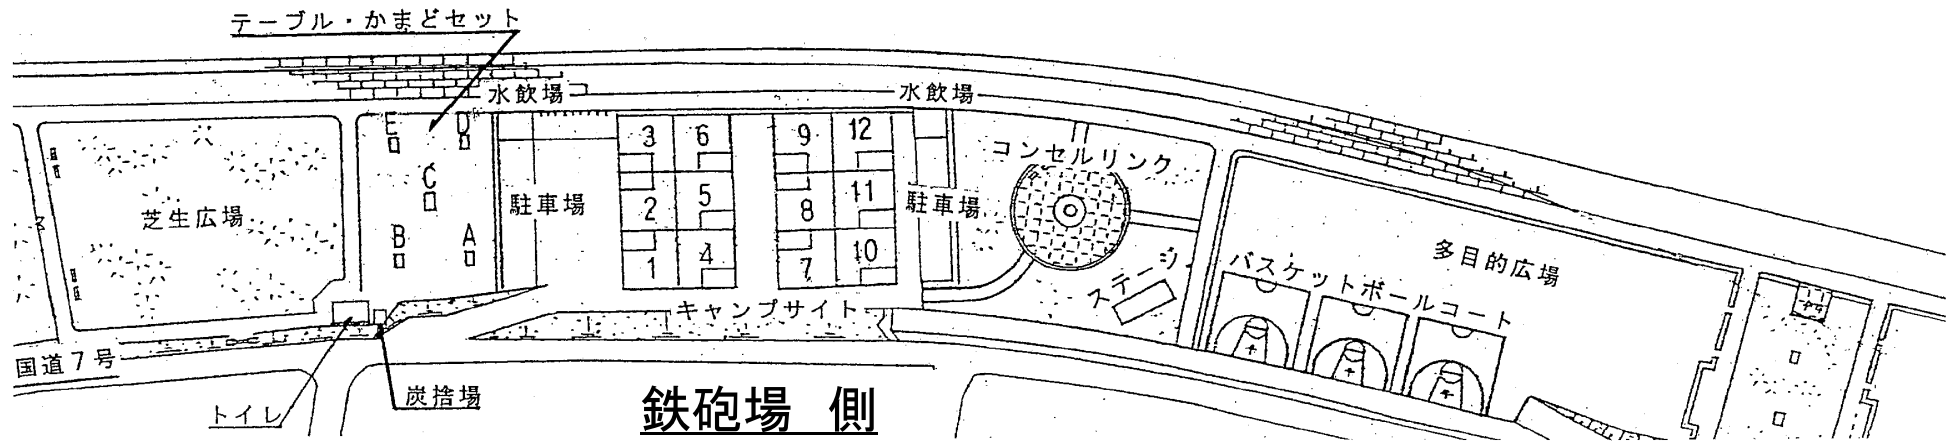 テーブル・かまどセット
水飲場
水飲場
E
D
C
B
A
芝生広場
駐車場
3
6
2
5
1
4
9
12
8
11
7
10
駐車場
コンセルリング
ステージ
バスケットボールコート
多目的広場
キャンプサイト
国道7号
トイレ
炭捨場
鉄砲場 側